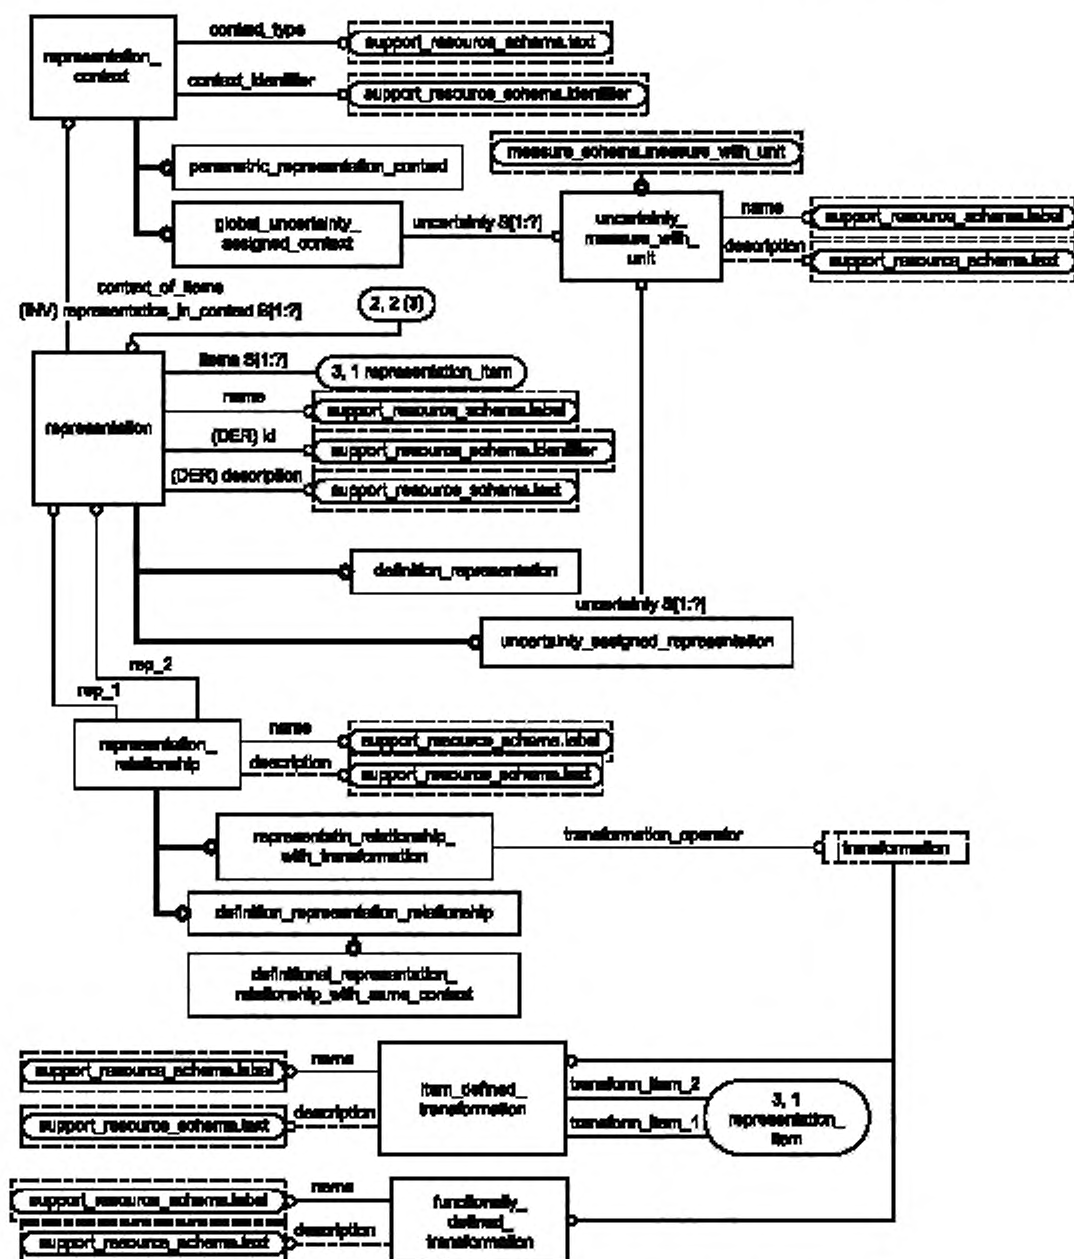 representation_
context
context_type
support_resource_schema.text
context_identifier
support_resource_schema.identifier
parametric_representation_context
global_uncertainty_
assigned_context
uncertainty S[1:?]
measure_schema.measure_with_unit
uncertainty_
measure_with_
unit
name
support_resource_schema.label
description
support_resource_schema.text
context_of_items
(INV) representations_in_context S[1:?]
2, 2 (3)
representation
items S[1:?]
3, 1 representation_item
name
support_resource_schema.label
(DER) id
support_resource_schema.identifier
(DER) description
support_resource_schema.text
definition_representation
uncertainty S[1:?]
uncertainty_assigned_representation
rep_2
rep_1
representation_
relationship
name
support_resource_schema.label
description
support_resource_schema.text
representatin_relationship_
with_transformation
transformation_operator
transformation
definition_representation_relationship
definitional_representation_
relationship_with_same_context
support_resource_schema.label
name
support_resource_schema.text
description
item_defined_
transformation
transform_item_2
transform_item_1
3, 1
representation_
item
support_resource_schema.label
name
support_resource_schema.text
description
functionally_
defined_
transformation